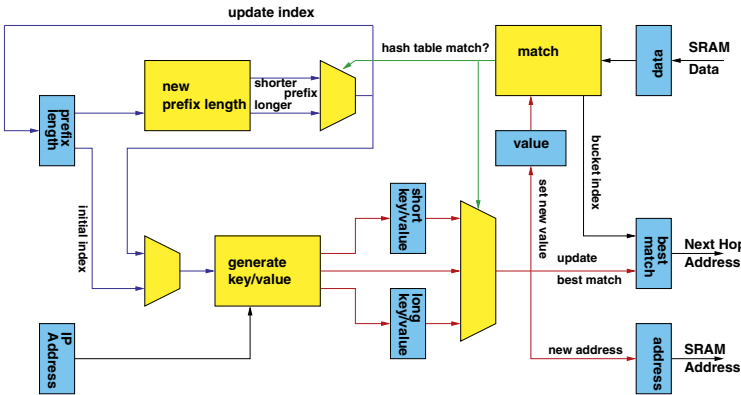 update index
hash table match?
match
data
SRAM
Data
new
prefix length
shorter
prefix
longer
prefix
length
value
bucket index
set new value
short
key/value
initial index
generate
key/value
long
key/value
update
best match
best
match
Next Hop
Address
IP
Address
new address
address
SRAM
Address